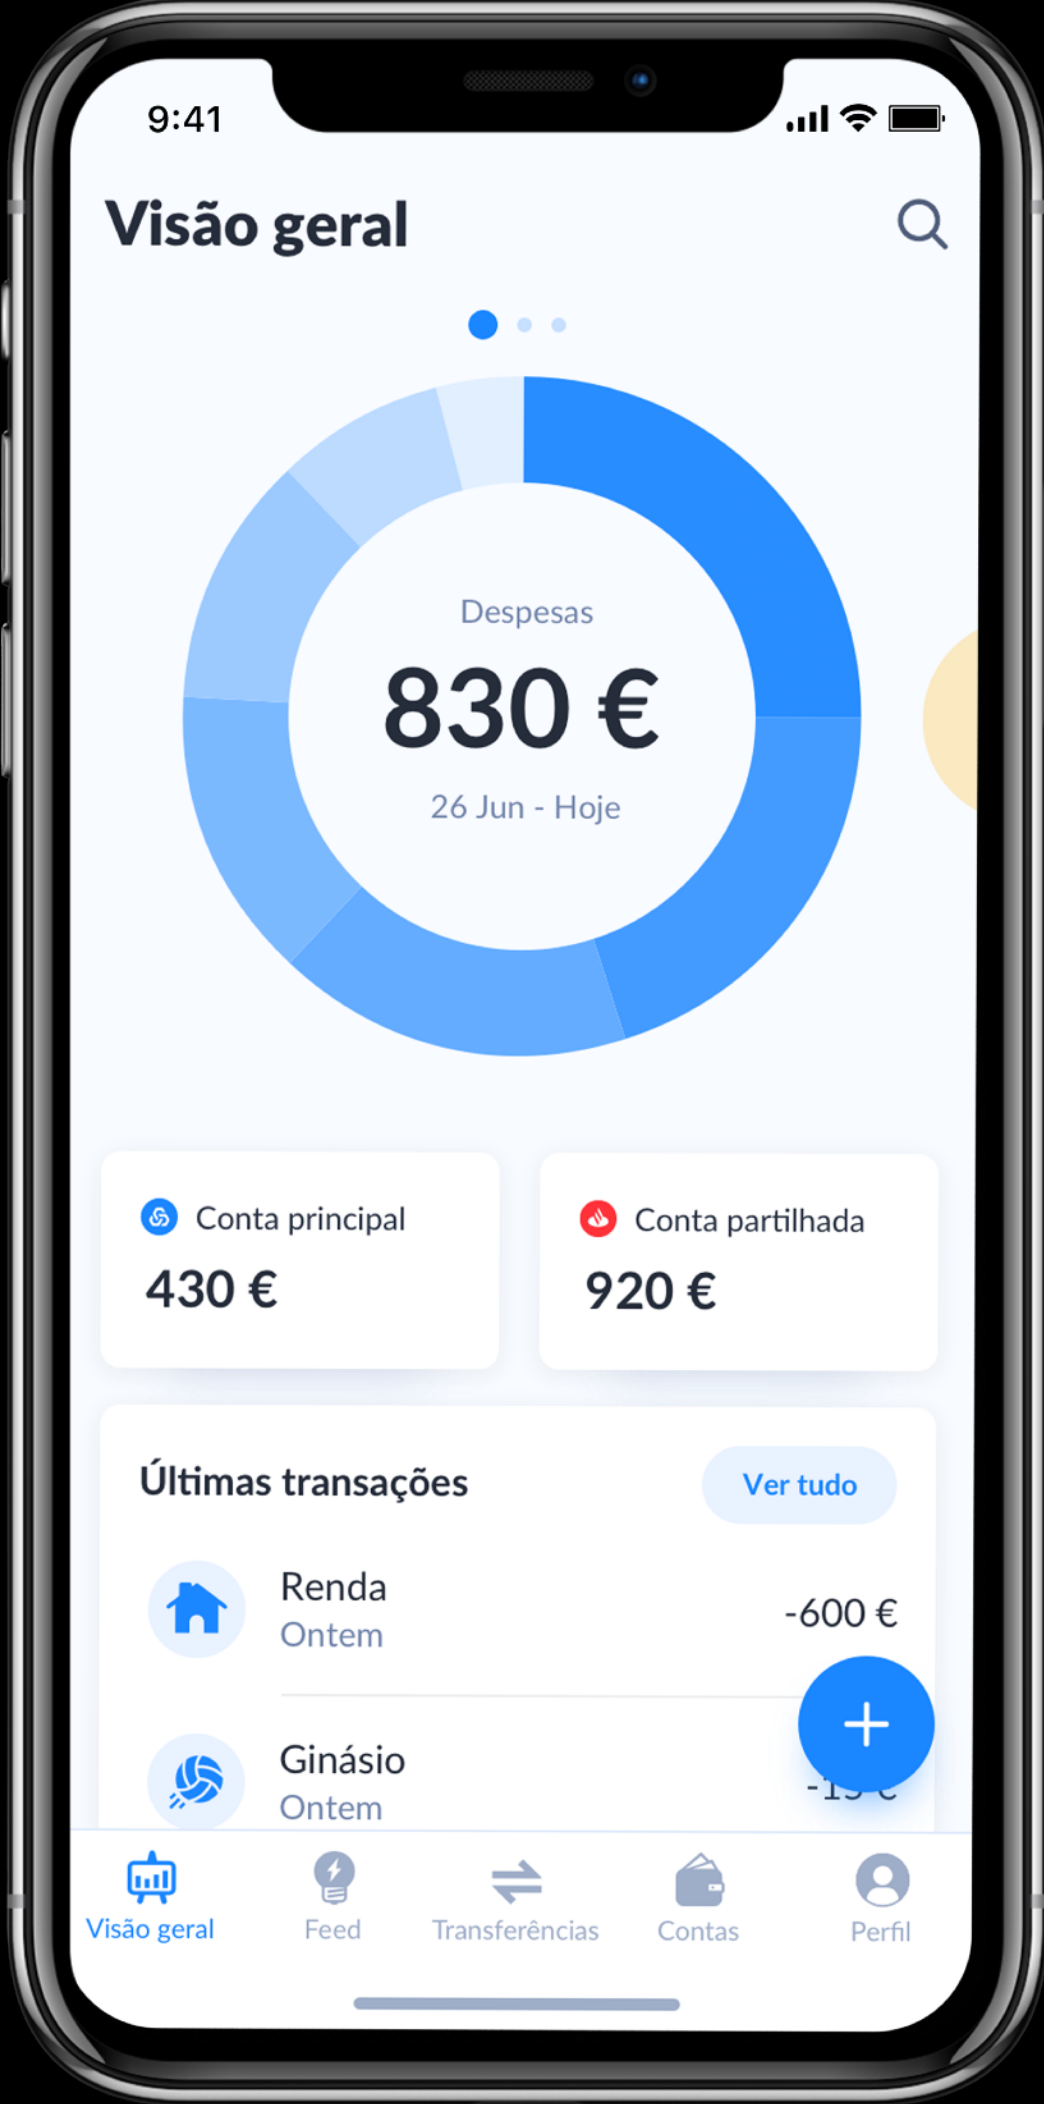 9:41
Visão geral
Despesas
830 €
26 Jun - Hoje
Conta principal
430 €
Conta partilhada
920 €
Últimas transações
Ver tudo
Renda
-600 €
Ontem
Ginásio
Ontem
Visão geral
Feed
Transferências
Contas
Perfil